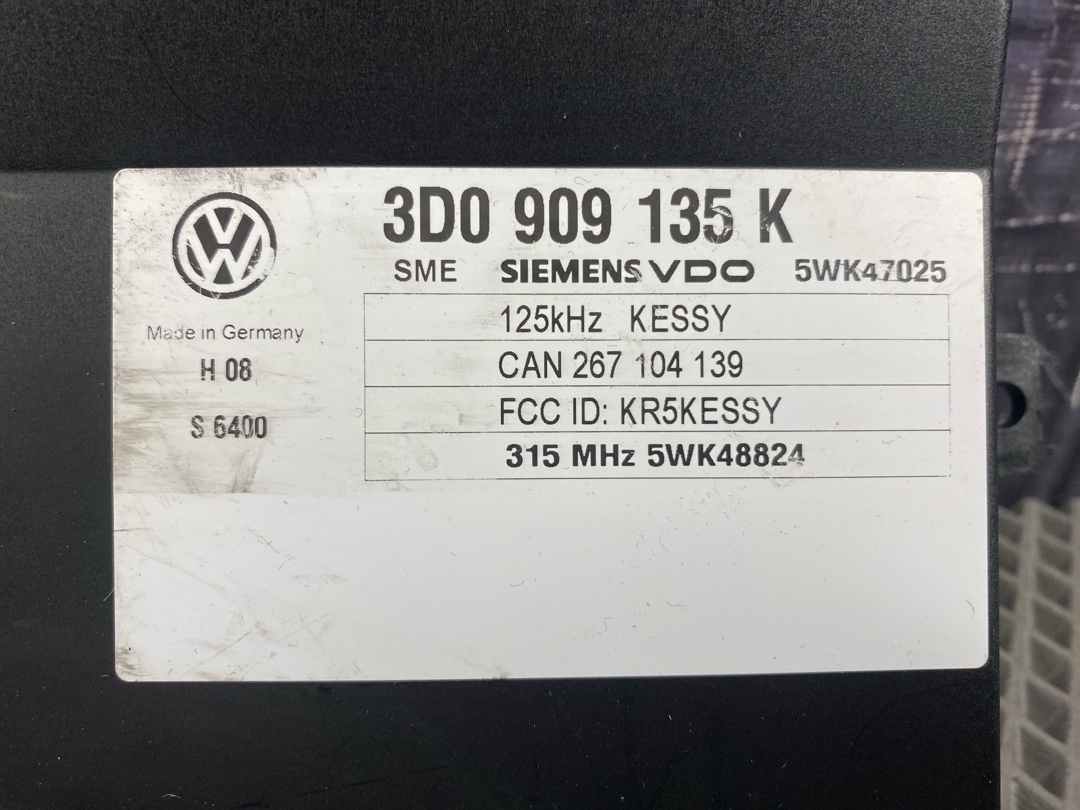 3D0 909 135 K
SME SIEMENS VDO 5WK47025
125kHz KESSY
Made in Germany
CAN 267 104 139
H 08
FCC ID: KR5KESSY
S 6400
315 MHz 5WK48824